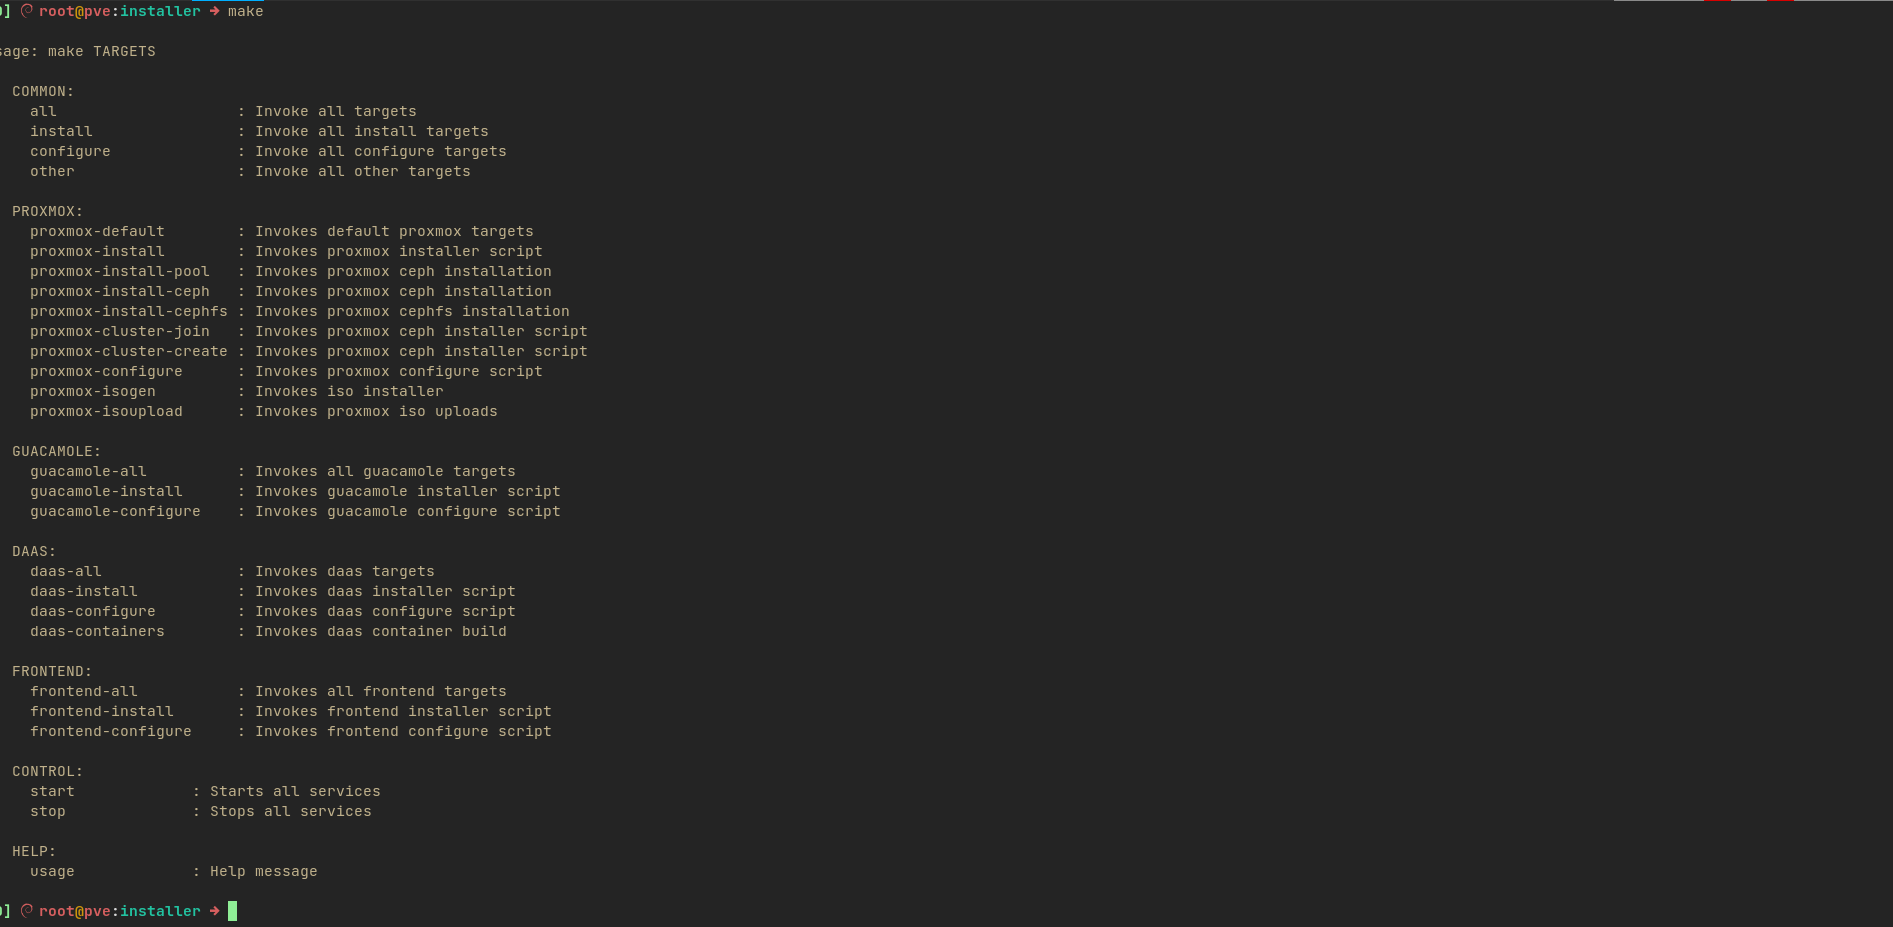 ] root@pve:installer → make
sage: make TARGETS
COMMON:
all : Invoke all targets
install : Invoke all install targets
configure : Invoke all configure targets
other : Invoke all other targets
PROXMOX:
proxmox-default : Invokes default proxmox targets
proxmox-install : Invokes proxmox installer script
proxmox-install-pool : Invokes proxmox ceph installation
proxmox-install-ceph : Invokes proxmox ceph installation
proxmox-install-cephfs : Invokes proxmox cephfs installation
proxmox-cluster-join : Invokes proxmox ceph installer script
proxmox-cluster-create : Invokes proxmox ceph installer script
proxmox-configure : Invokes proxmox configure script
proxmox-isogen : Invokes iso installer
proxmox-isoupload : Invokes proxmox iso uploads
GUACAMOLE:
guacamole-all : Invokes all guacamole targets
guacamole-install : Invokes guacamole installer script
guacamole-configure : Invokes guacamole configure script
DAAS:
daas-all : Invokes daas targets
daas-install : Invokes daas installer script
daas-configure : Invokes daas configure script
daas-containers : Invokes daas container build
FRONTEND:
frontend-all : Invokes all frontend targets
frontend-install : Invokes frontend installer script
frontend-configure : Invokes frontend configure script
CONTROL:
start : Starts all services
stop : Stops all services
HELP:
usage : Help message
] root@pve:installer →